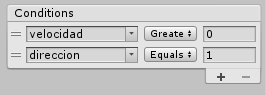 Conditions
velocidad Greate 0
direccion Equals 1
+ −